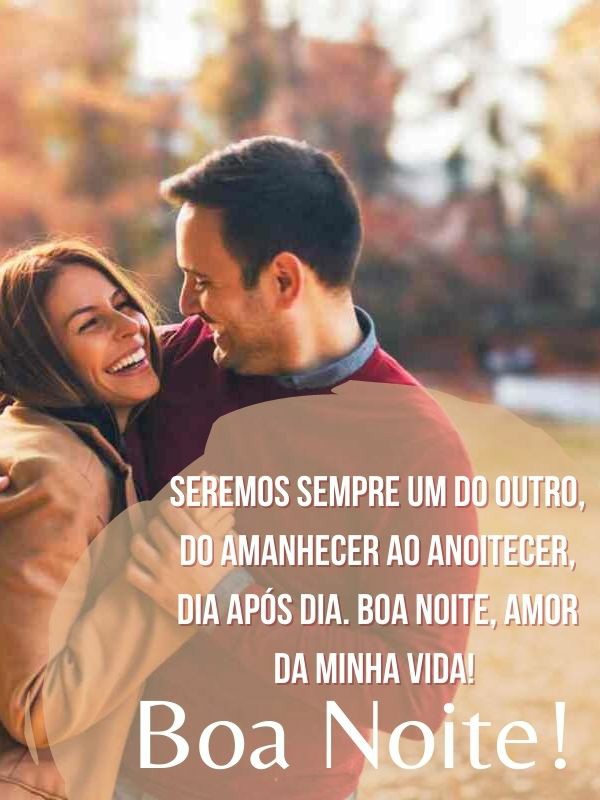 SEREMOS SEMPRE UM DO OUTRO,
DO AMANHECER AO ANOITECER,
DIA APÓS DIA. BOA NOITE, AMOR
DA MINHA VIDA!
Boa Noite!